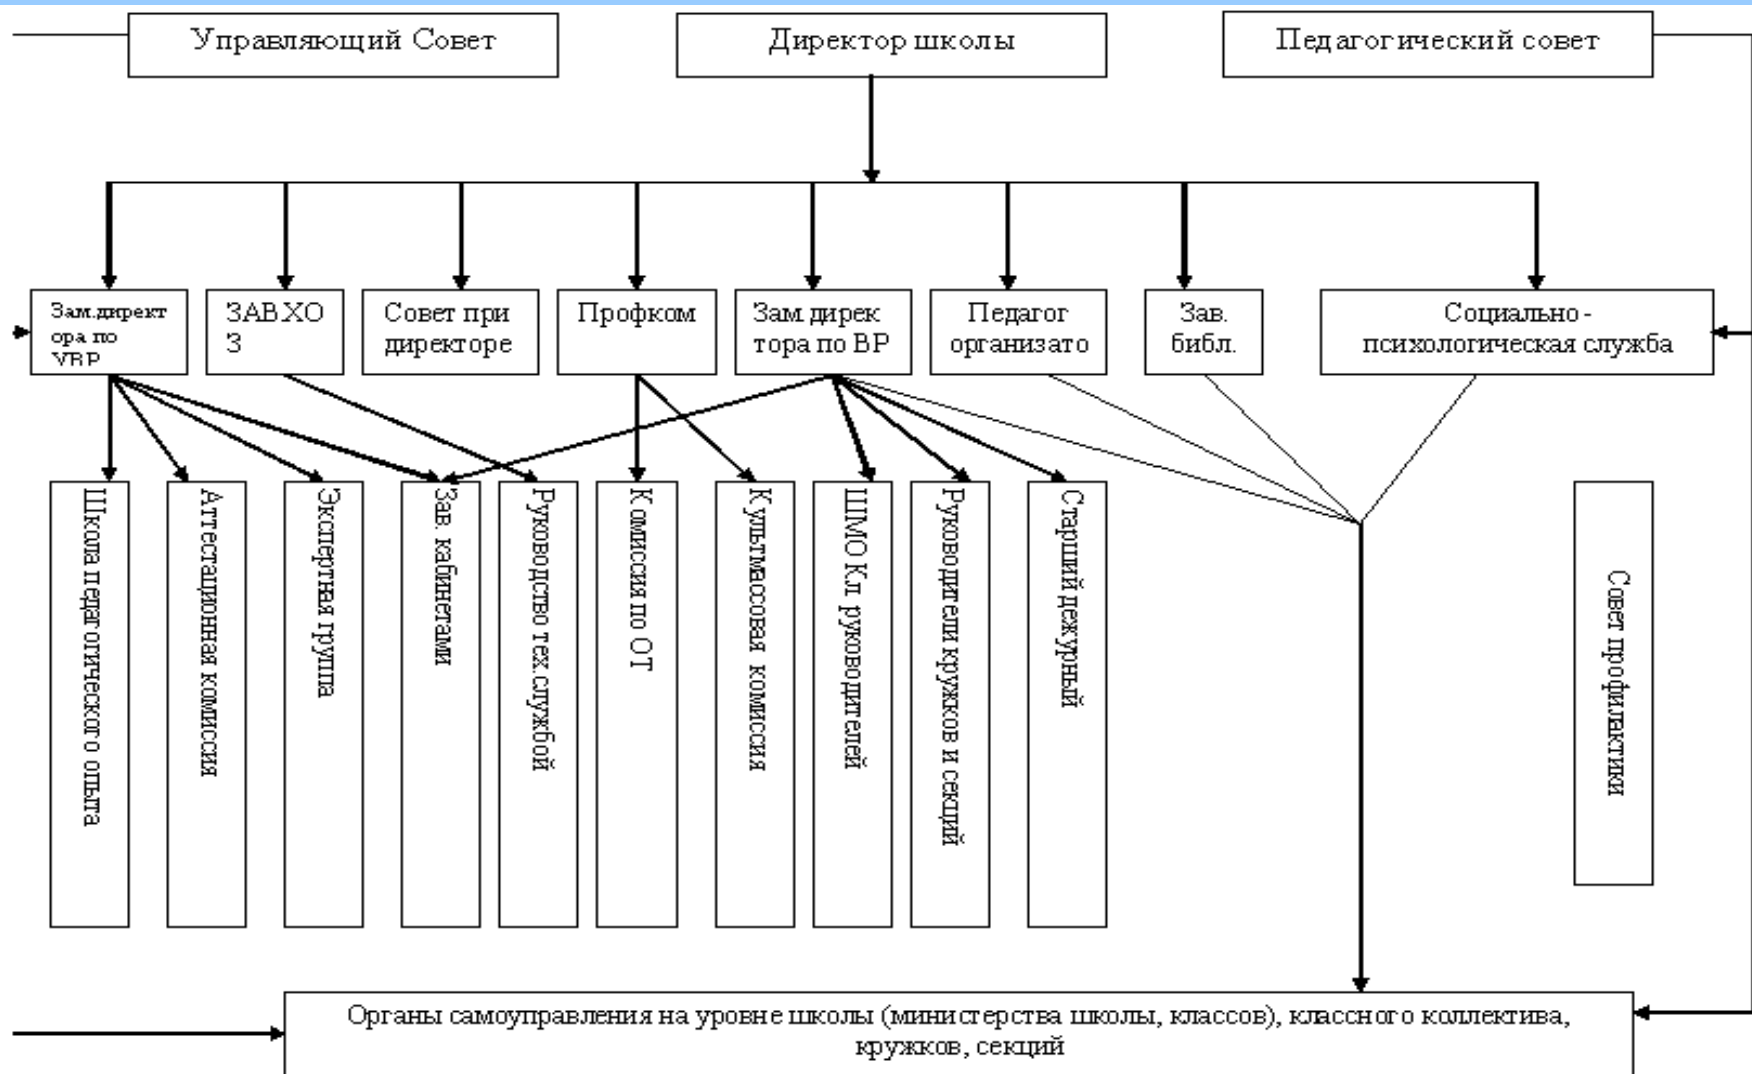 Управляющий Совет
Директор школы
Педагогический совет
Зам.директ
ора по
УВР
ЗАВ.ХО
З
Совет при
директоре
Профком
Зам.дирек
тора по ВР
Педагог
организато
Зав.
библ.
Социально-
психологическая служба
Школа педагогического опыта
Аттестационная комиссия
Экспертная группа
Зав. кабинетами
Руководство тех.службой
Комиссия по ОТ
Культмассовая комиссия
ШМО Кл. руководителей
Руководители кружков и секций
Старший дежурный
Совет профилактики
Органы самоуправления на уровне школы (министерства школы, классов), классного коллектива,
кружков, секций